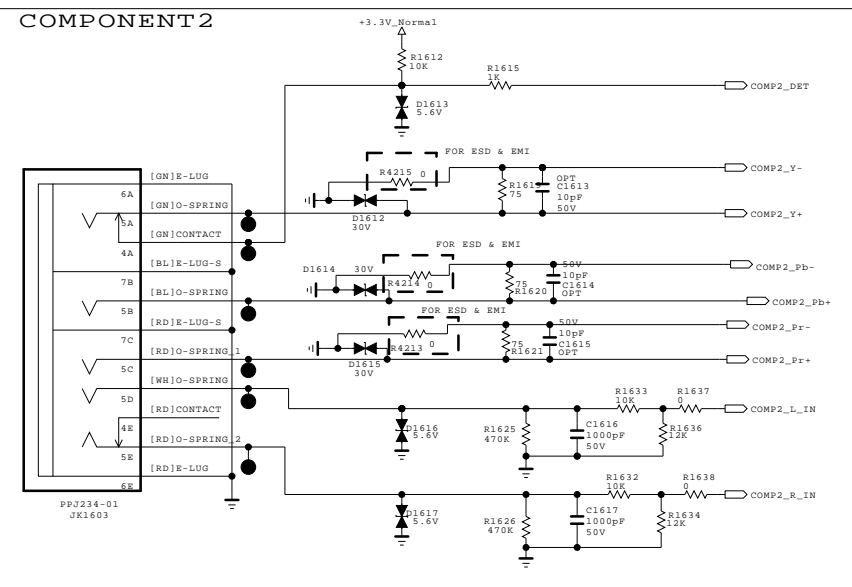 COMPONENT2
+3.3V_Normal
R1612
10K
R1615
1K
COMP2_DET
D1613
5.6V
FOR ESD & EMI
R4215 0
COMP2_Y-
OPT
R1619
75
C1613
10pF
50V
[GN]E-LUG
6A
[GN]O-SPRING
5A
COMP2_Y+
D1612
30V
[GN]CONTACT
4A
FOR ESD & EMI
[BL]E-LUG-S
7B
D1614 30V
R4214 0
50V
10pF
C1614
OPT
75
R1620
COMP2_Pb-
[BL]O-SPRING
5B
COMP2_Pb+
FOR ESD & EMI
[RD]E-LUG-S
7C
R4213 0
50V
10pF
C1615
OPT
75
R1621
COMP2_Pr-
[RD]O-SPRING_1
5C
COMP2_Pr+
D1615
30V
[WH]O-SPRING
5D
R1633
10K
R1637
0
COMP2_L_IN
[RD]CONTACT
4E
D1616
5.6V
R1625
470K
C1616
1000pF
50V
R1636
12K
[RD]O-SPRING_2
5E
[RD]E-LUG
6E
R1632
10K
R1638
0
COMP2_R_IN
PPJ234-01
JK1603
D1617
5.6V
R1626
470K
C1617
1000pF
50V
R1634
12K